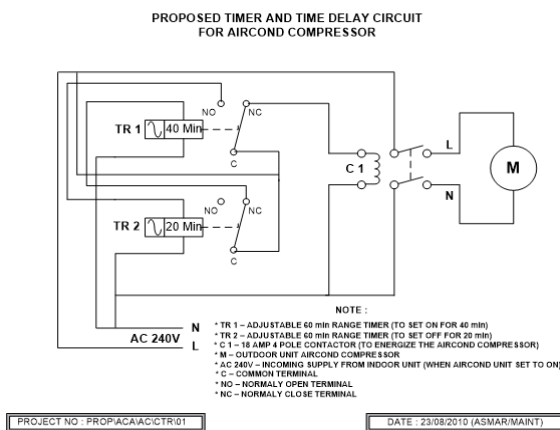 PROPOSED TIMER AND TIME DELAY CIRCUIT
FOR AIRCOND COMPRESSOR
NO
NC
TR 1
40 Min
C
L
C 1
M
N
NO
NC
TR 2
20 Min
C
NOTE :
N
AC 240V
L
* TR 1 – ADJUSTABLE 60 min RANGE TIMER (TO SET ON FOR 40 min)
* TR 2 – ADJUSTABLE 60 min RANGE TIMER (TO SET OFF FOR 20 min)
* C 1 – 18 AMP 4 POLE CONTACTOR (TO ENERGIZE THE AIRCOND COMPRESSOR)
* M – OUTDOOR UNIT AIRCOND COMPRESSOR
* AC 240V – INCOMING SUPPLY FROM INDOOR UNIT (WHEN AIRCOND UNIT SET TO ON)
* C – COMMON TERMINAL
* NO – NORMALY OPEN TERMINAL
* NC – NORMALY CLOSE TERMINAL
PROJECT NO : PROP\ACA\AC\CTR\01
DATE : 23/08/2010 (ASMAR/MAINT)